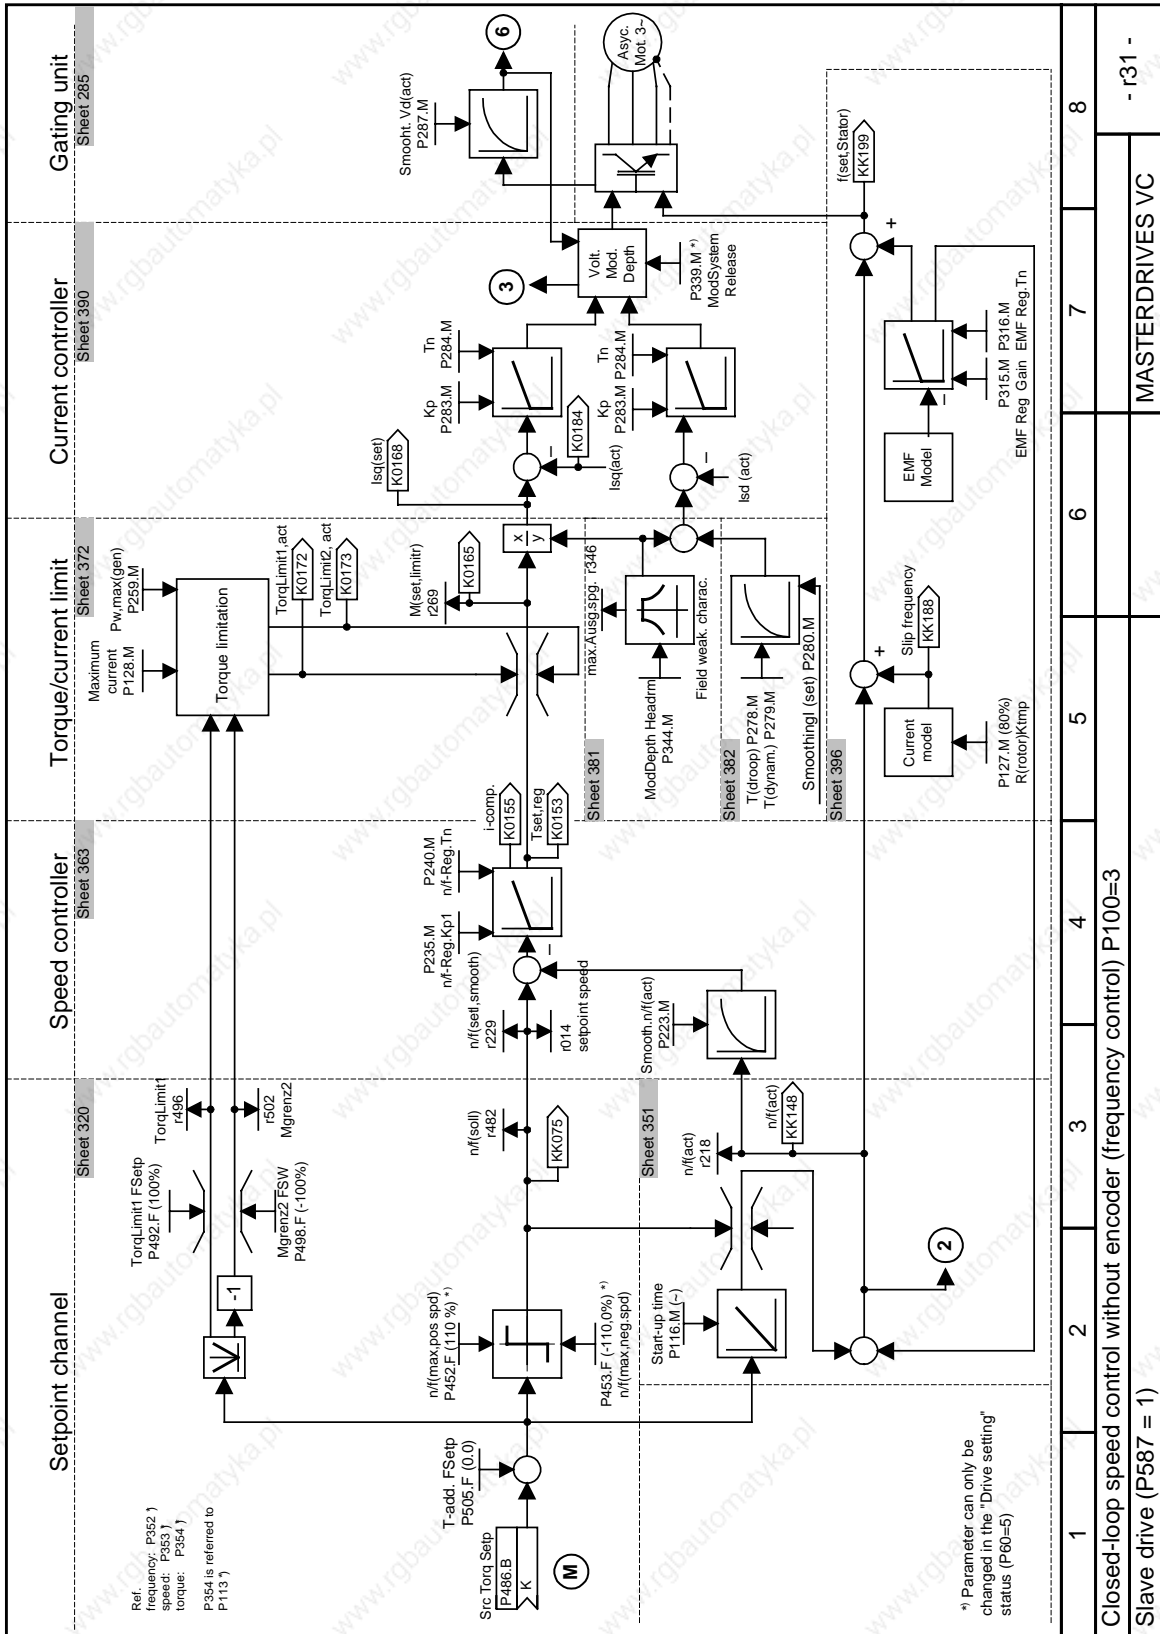 Setpoint channel
Speed controller
Torque/current limit
Current controller
Gating unit
Sheet 320
Sheet 363
Sheet 372
Sheet 390
Sheet 285
Ref.
frequency: P352 *)
speed: P353 *)
torque: P354 *)
P354 is referred to
P113 *)
TorqLimit1 FSetp
P492.F (100%)
TorqLimit1
r496
-1
Mgrenz2 FSW
P498.F (-100%)
r502
Mgrenz2
Maximum
current
P128.M
Pw,max(gen)
P259.M
Torque limitation
TorqLimit1,act
K0172
TorqLimit2, act
K0173
Smooht. Vd(act)
P287.M
6
Src Torq Setp
P486.B
K
M
T-add. FSetp
P505.F (0.0)
n/f(max,pos spd)
P452.F (110 %) *)
P453.F (-110,0%) *)
n/f(max,neg.spd)
n/f(soll)
r482
KK075
n/f(setl,smooth)
r229
r014
setpoint speed
P235.M
n/f-Reg.Kp1
P240.M
n/f-Reg.Tn
i-comp.
K0155
Tset,reg
K0153
M(set,limitr)
r269
K0165
x
y
Isq(set)
K0168
Kp
P283.M
Tn
P284.M
K0184
Isq(act)
3
Volt.
Mod.
Depth
P339.M *)
ModSystem
Release
Asyc.
Mot. 3~
Sheet 381
max.Ausg.spg. r346
ModDepth Headrm
P344.M
Field weak. charac.
Kp
P283.M
Tn
P284.M
Isd (act)
Sheet 382
T(droop) P278.M
T(dynam.) P279.M
SmoothingI (set) P280.M
Sheet 351
Start-up time
P116.M (~)
n/f(act)
r218
n/f(act)
KK148
Smooth.n/f(act)
P223.M
Sheet 396
2
Slip frequency
KK188
Current
model
P127.M (80%)
R(rotor)Ktmp
EMF
Model
P315.M
EMF Reg Gain
P316.M
EMF Reg.Tn
f(set,Stator)
KK199
+
+
–
–
–
–
*) Parameter can only be
changed in the "Drive setting"
status (P60=5)
1
2
3
4
5
6
7
8
Closed-loop speed control without encoder (frequency control) P100=3
- r31 -
Slave drive (P587 = 1)
MASTERDRIVES VC
www.rgbautomatyka.pl